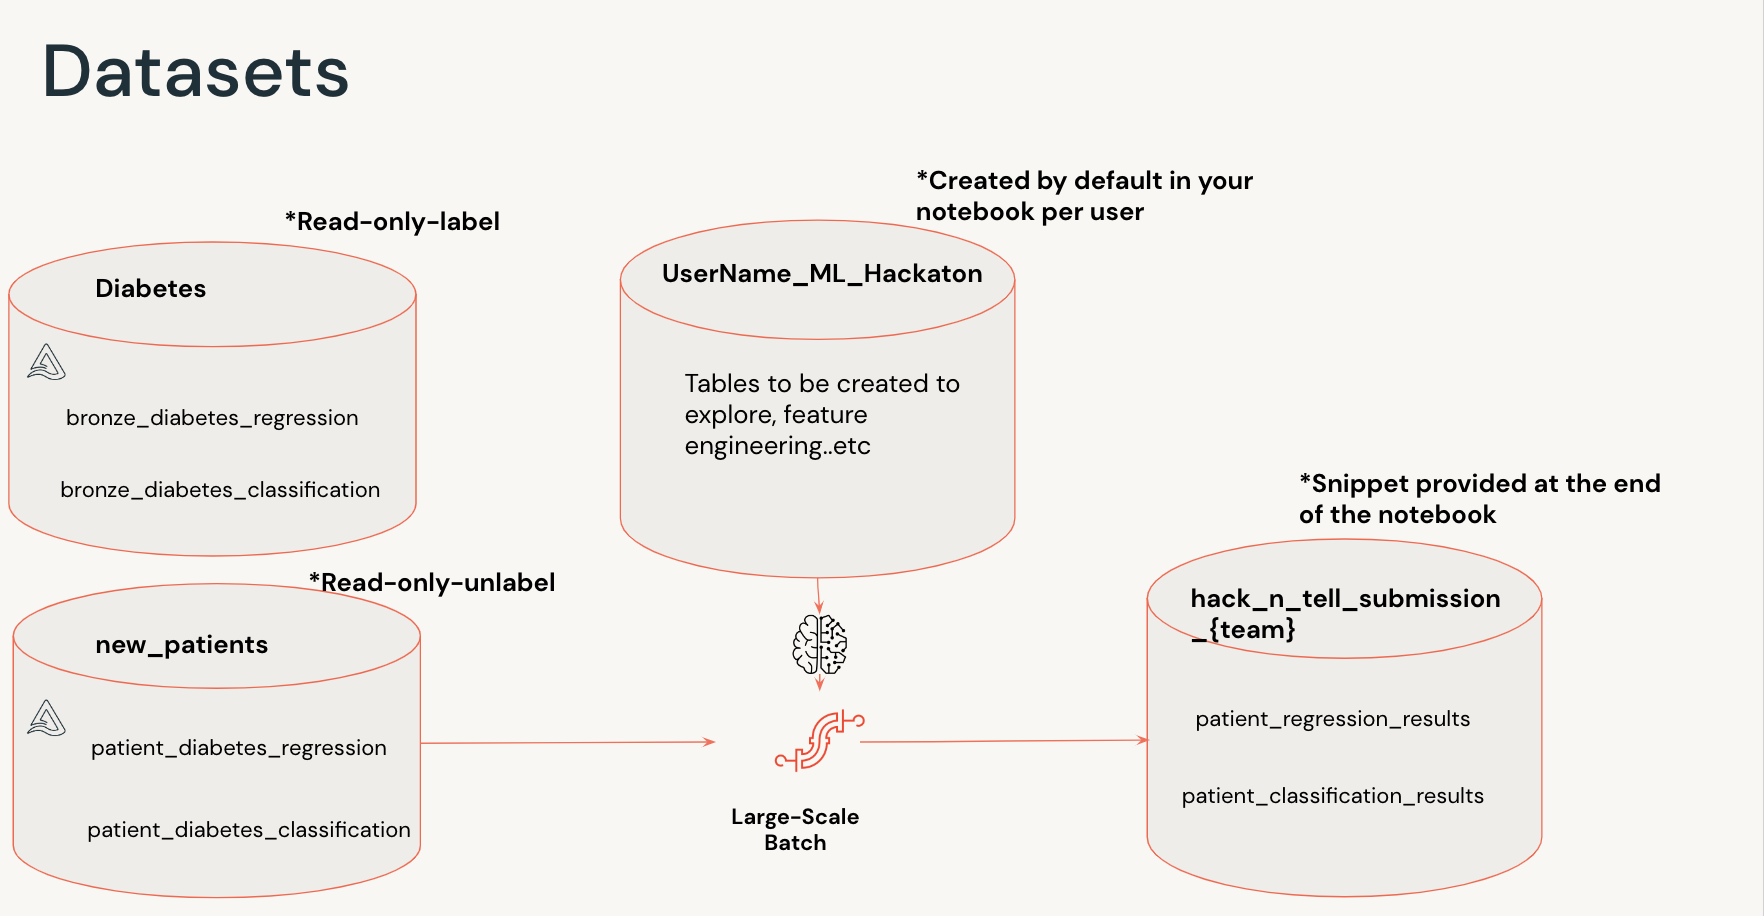 Datasets
*Read-only-label
Diabetes
bronze_diabetes_regression
bronze_diabetes_classification
*Read-only-unlabel
new_patients
patient_diabetes_regression
patient_diabetes_classification
*Created by default in your
notebook per user
UserName_ML_Hackaton
Tables to be created to
explore, feature
engineering..etc
Large-Scale
Batch
*Snippet provided at the end
of the notebook
hack_n_tell_submission
_{team}
patient_regression_results
patient_classification_results